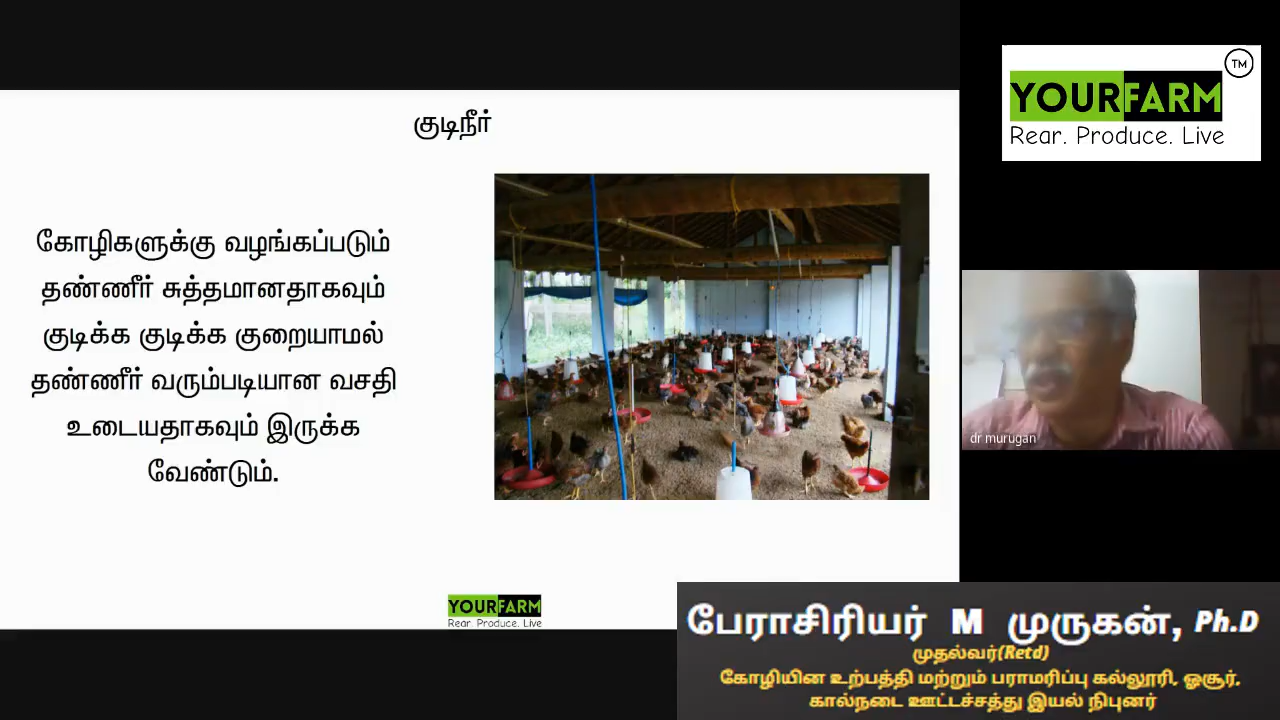 குடிநீர்
கோழிகளுக்கு வழங்கப்படும்
தண்ணீர் சுத்தமானதாகவும்
குடிக்க குடிக்க குறையாமல்
தண்ணீர் வரும்படியான வசதி
உடையதாகவும் இருக்க
வேண்டும்.
YOURFARM
Rear. Produce. Live
YOURFARM TM
Rear. Produce. Live
dr murugan
பேராசிரியர் M முருகன், Ph.D
முதல்வர்(Retd)
கோழியின உற்பத்தி மற்றும் பராமரிப்பு கல்லூரி, ஓசூர்,
கால்நடை ஊட்டச்சத்து இயல் நிபுனர்